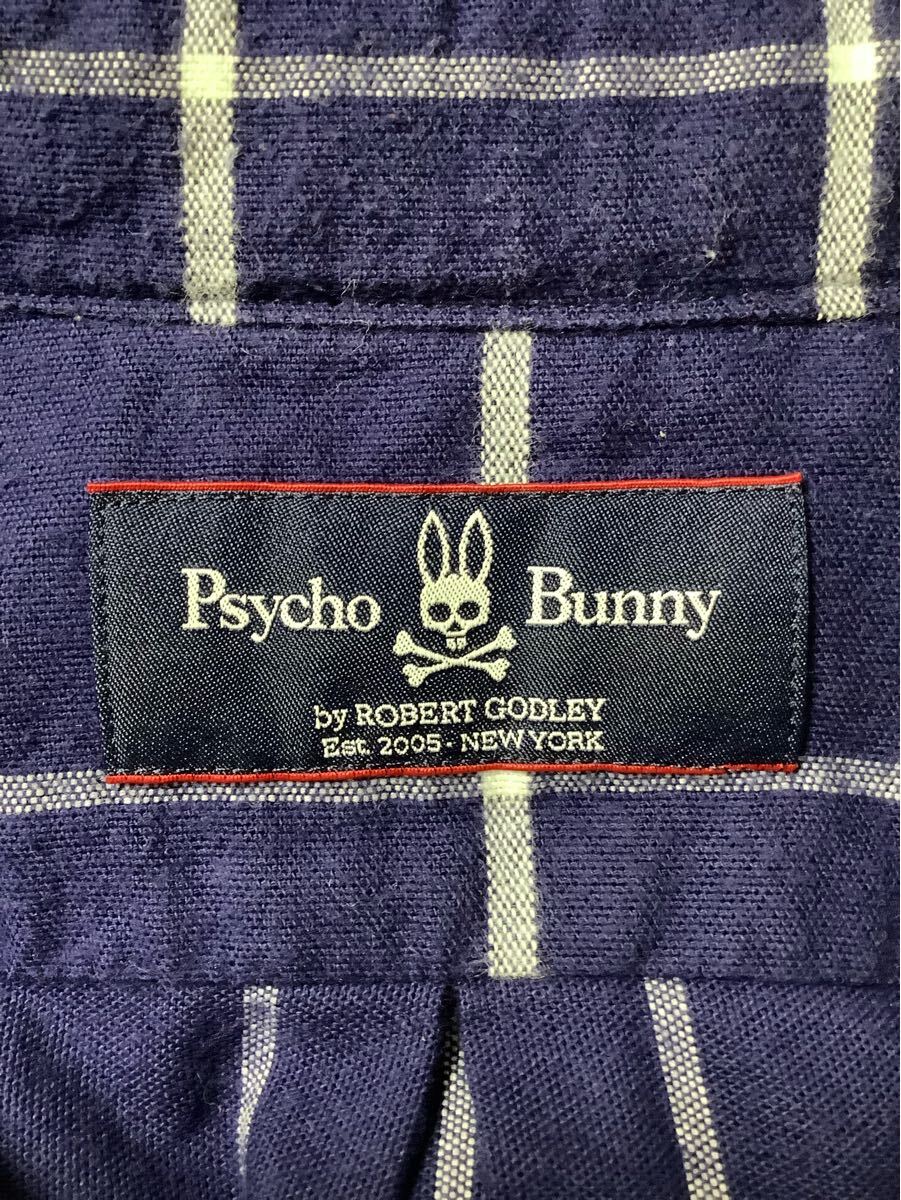 Psycho Bunny
by ROBERT GODLEY
Est. 2005 - NEW YORK